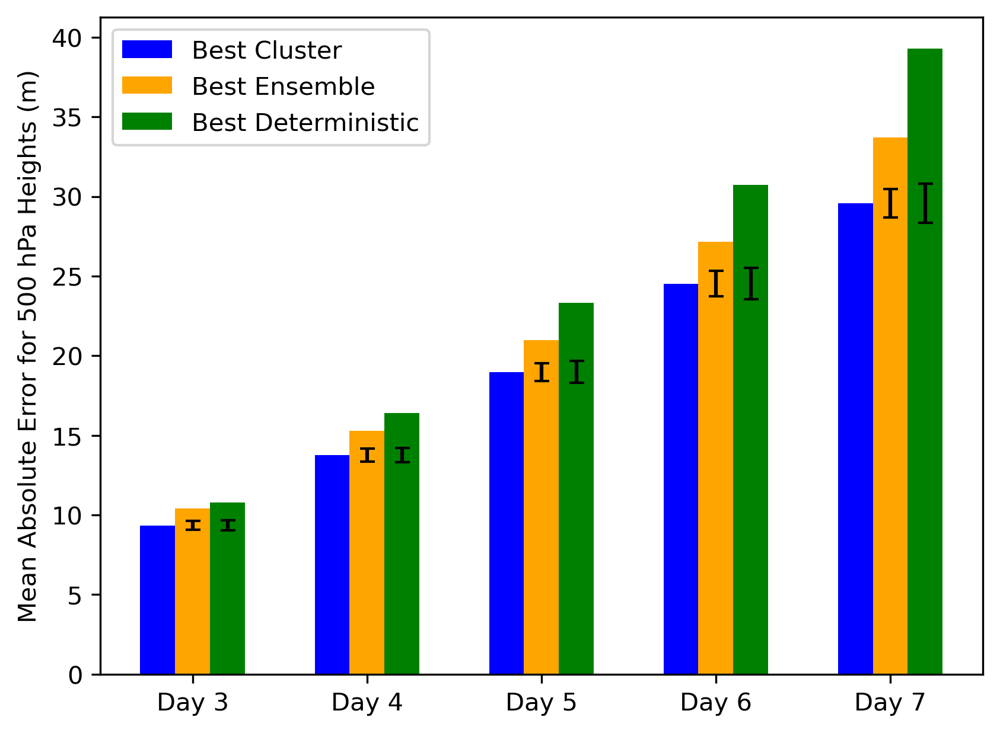 Mean Absolute Error for 500 hPa Heights (m)
40
35
30
25
20
15
10
5
0
Best Cluster
Best Ensemble
Best Deterministic
Day 3
Day 4
Day 5
Day 6
Day 7